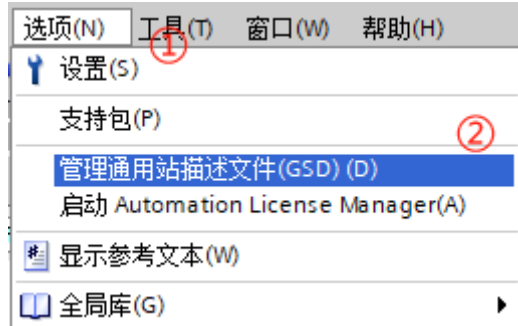 选项(N) 工具(T) 窗口(W) 帮助(H)
①
设置(S)
支持包(P)
②
管理通用站描述文件(GSD) (D)
启动 Automation License Manager(A)
显示参考文本(W)
全局库(G)